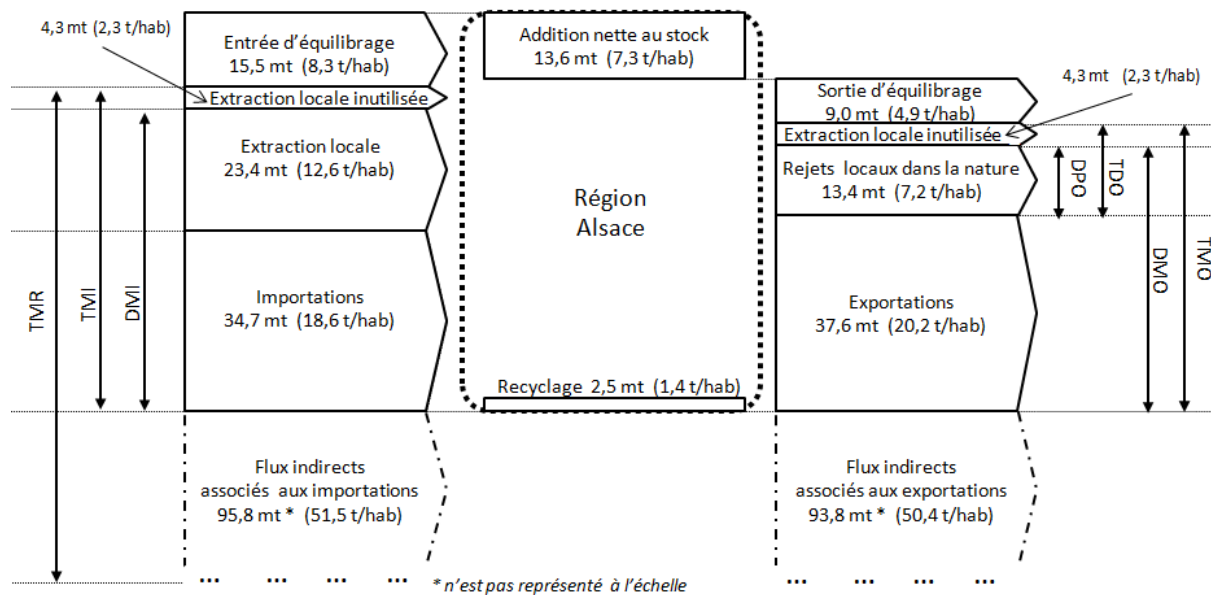 4,3 mt (2,3 t/hab)
Entrée d'équilibrage
15,5 mt (8,3 t/hab)
Extraction locale inutilisée
Extraction locale
23,4 mt (12,6 t/hab)
Importations
34,7 mt (18,6 t/hab)
Flux indirects
associés aux importations
95,8 mt * (51,5 t/hab)
... ... ... ...
TMR
TMI
DMI
Addition nette au stock
13,6 mt (7,3 t/hab)
Région
Alsace
Recyclage 2,5 mt (1,4 t/hab)
* n'est pas représenté à l'échelle
4,3 mt (2,3 t/hab)
Sortie d'équilibrage
9,0 mt (4,9 t/hab)
Extraction locale inutilisée
Rejets locaux dans la nature
13,4 mt (7,2 t/hab)
Exportations
37,6 mt (20,2 t/hab)
Flux indirects
associés aux exportations
93,8 mt * (50,4 t/hab)
... ... ... ...
DPO
TDO
DMO
TMO